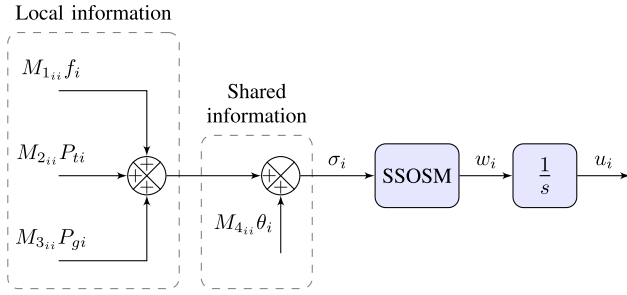 Local information
M_{1_{ii}} f_i
Shared
information
M_{2_{ii}} P_{ti}
+ + +
+ +
σ_i
SSOSM
w_i
1/s
u_i
M_{3_{ii}} P_{gi}
M_{4_{ii}} θ_i